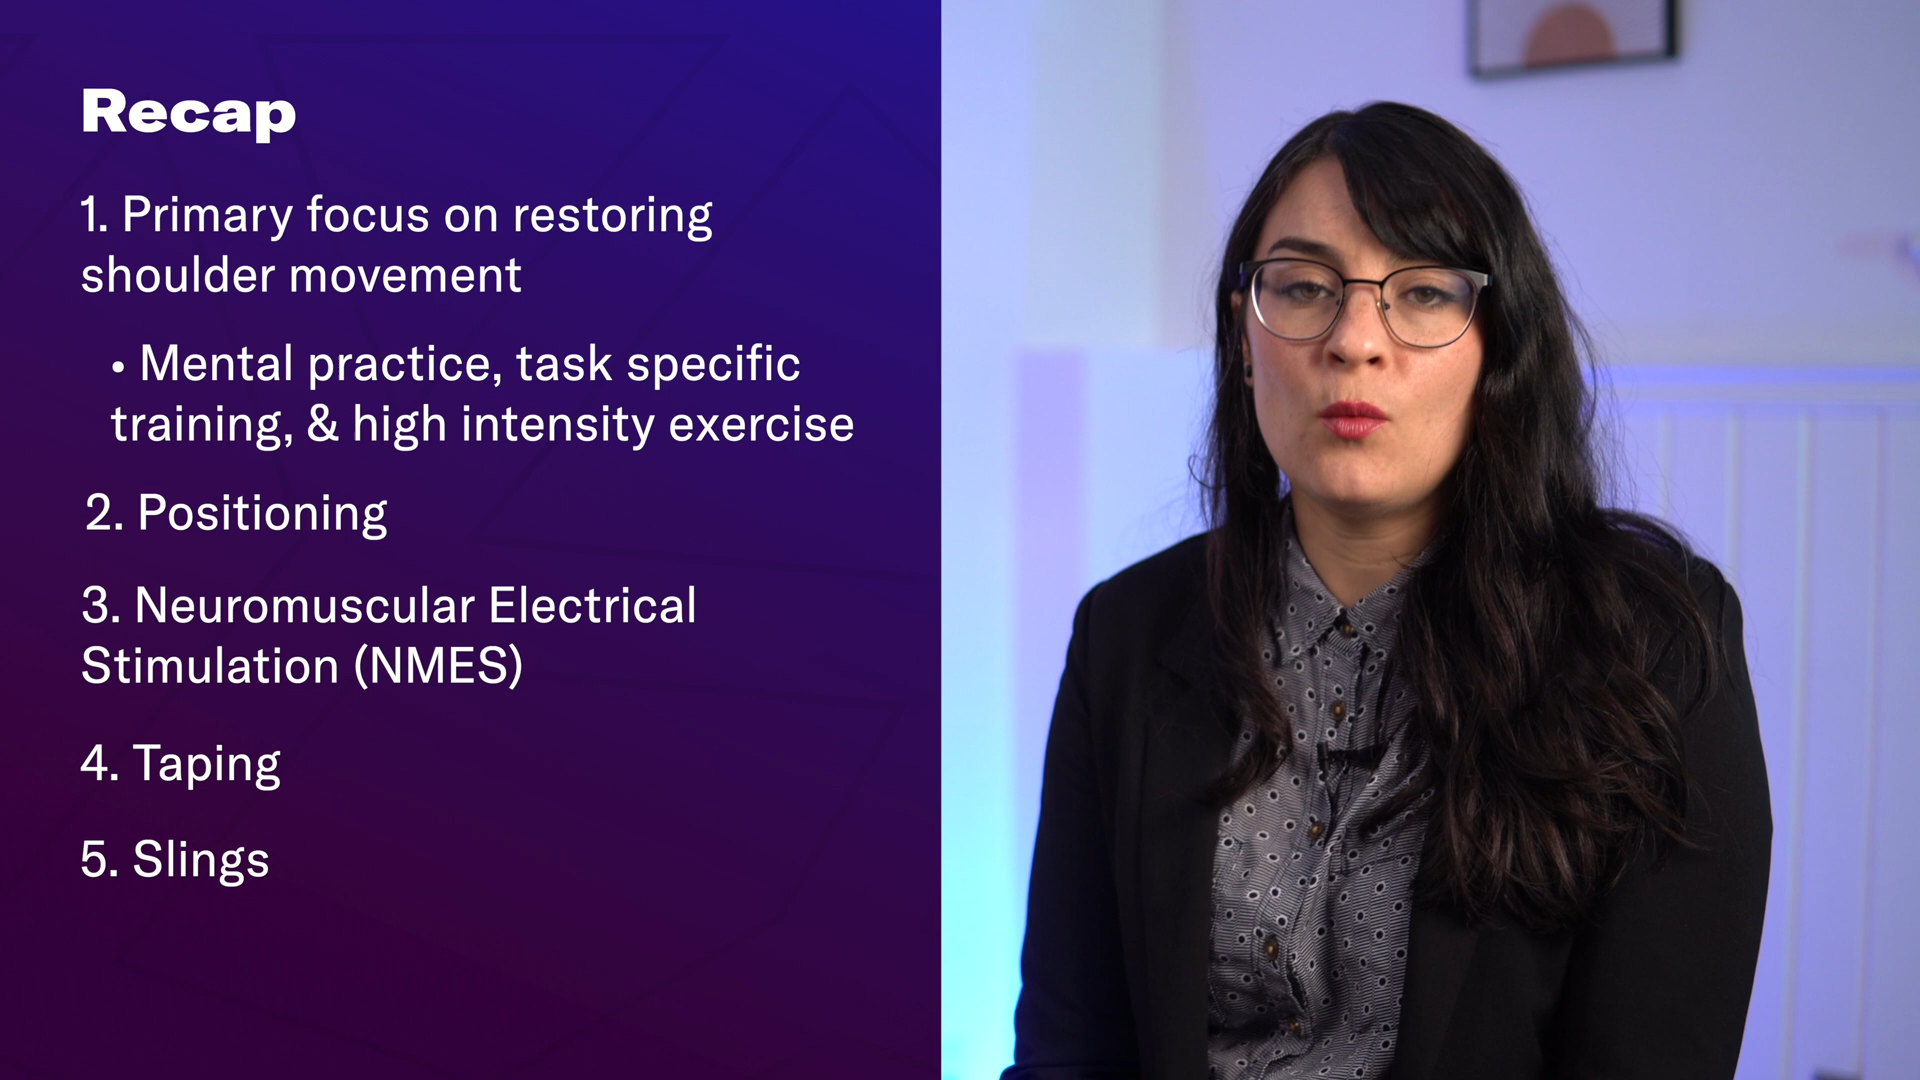 Recap
1. Primary focus on restoring
shoulder movement
• Mental practice, task specific
training, & high intensity exercise
2. Positioning
3. Neuromuscular Electrical
Stimulation (NMES)
4. Taping
5. Slings